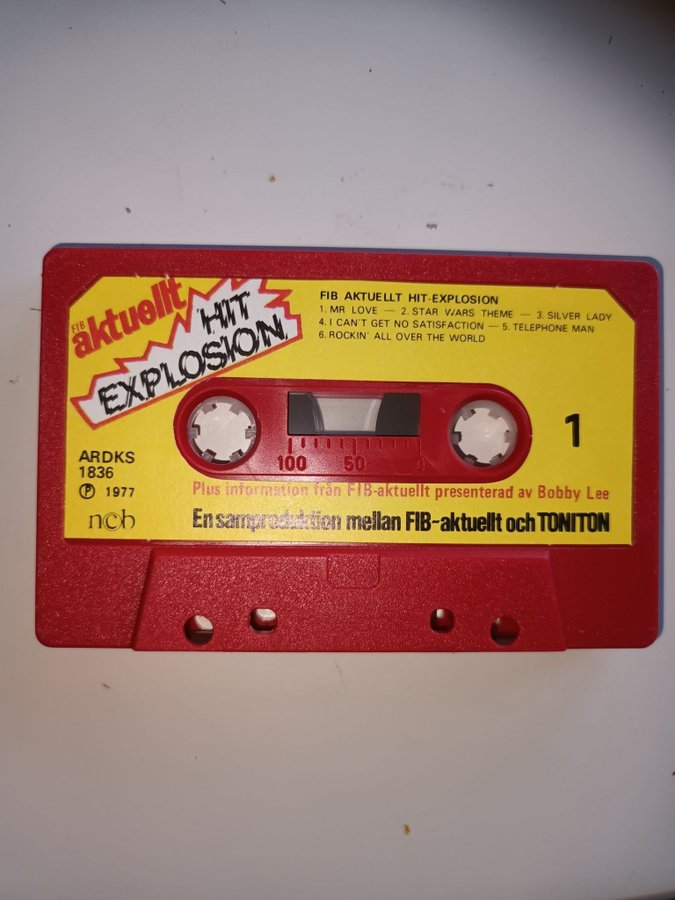 FIB
aktuellt
HIT
EXPLOSION
FIB AKTUELLT HIT-EXPLOSION
1. MR LOVE — 2. STAR WARS THEME — 3. SILVER LADY
4. I CAN'T GET NO SATISFACTION — 5. TELEPHONE MAN
6. ROCKIN' ALL OVER THE WORLD
1
100 50 0
ARDKS
1836
Ⓟ 1977
ncb
Plus information från FIB-aktuellt presenterad av Bobby Lee
En samproduktion mellan FIB-aktuellt och TONITON